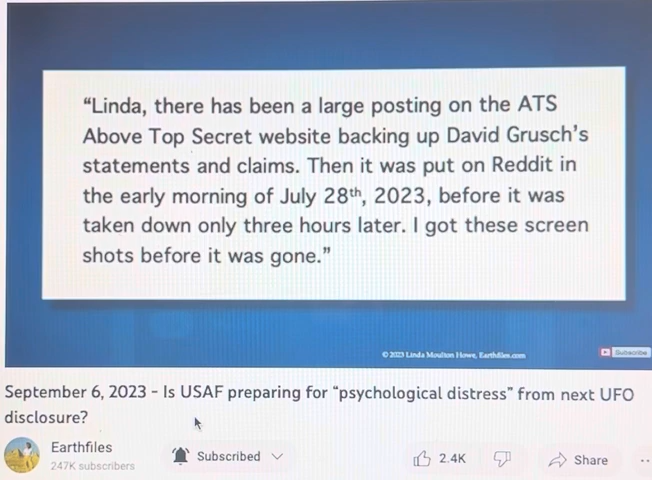 “Linda, there has been a large posting on the ATS
Above Top Secret website backing up David Grusch’s
statements and claims. Then it was put on Reddit in
the early morning of July 28th, 2023, before it was
taken down only three hours later. I got these screen
shots before it was gone.”
© 2023 Linda Moulton Howe, Earthfiles.com
Subscribe
September 6, 2023 - Is USAF preparing for “psychological distress” from next UFO
disclosure?
Earthfiles
247K subscribers
Subscribed
2.4K
Share